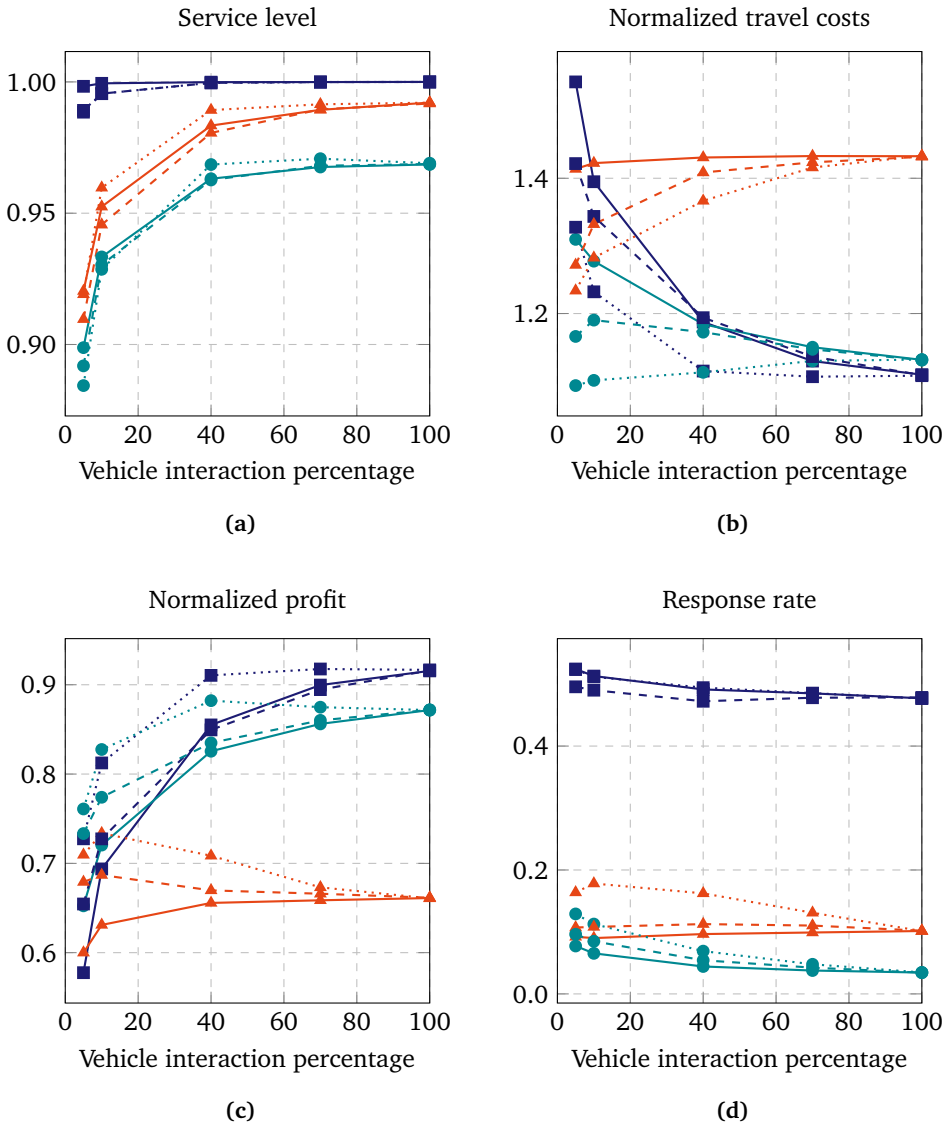 Service level
1.00
0.95
0.90
0 20 40 60 80 100
Vehicle interaction percentage
(a)
Normalized travel costs
1.4
1.2
0 20 40 60 80 100
Vehicle interaction percentage
(b)
Normalized profit
0.9
0.8
0.7
0.6
0 20 40 60 80 100
Vehicle interaction percentage
(c)
Response rate
0.4
0.2
0.0
0 20 40 60 80 100
Vehicle interaction percentage
(d)